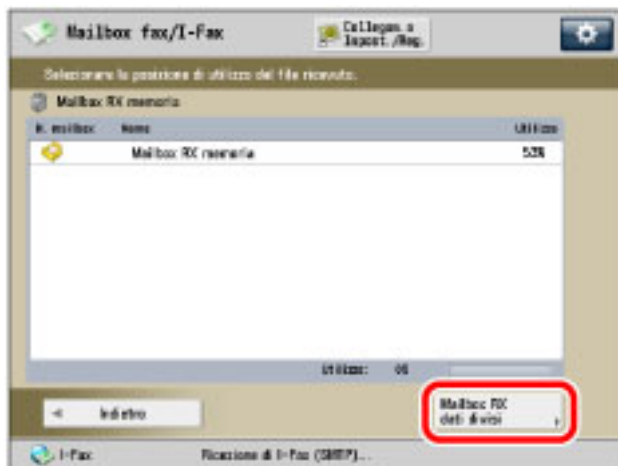 Mailbox fax/I-Fax
Collegam.a
Impost./Reg.
Selezionare la posizione di utilizzo del file ricevuto.
Mailbox RX memoria
N. mailbox Nome Utilizzo
Mailbox RX memoria 53%
Utilizzo: 0%
Indietro
Mailbox RX
dati divisi
I-Fax Ricezione di I-Fax (SMTP)...